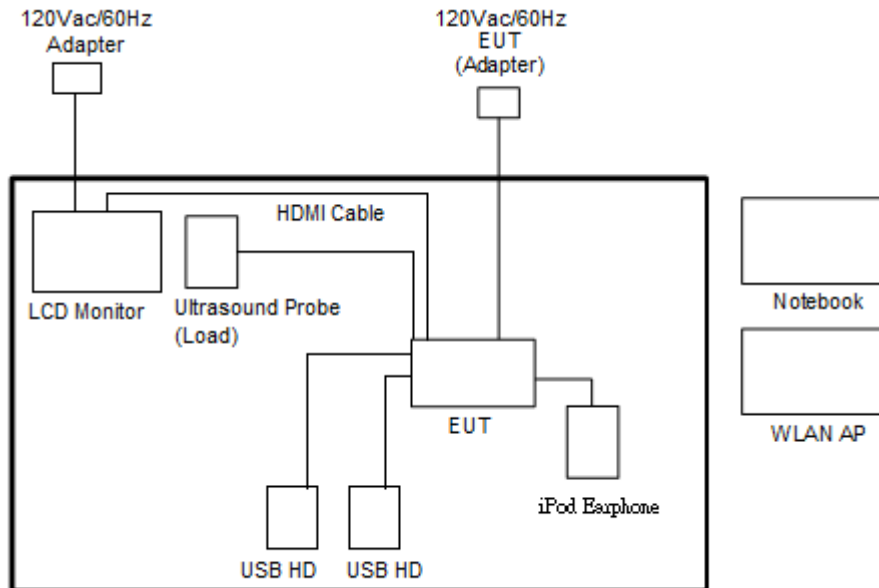 120Vac/60Hz
Adapter
120Vac/60Hz
EUT
(Adapter)
HDMI Cable
LCD Monitor
Ultrasound Probe
(Load)
Notebook
EUT
WLAN AP
iPod Earphone
USB HD
USB HD